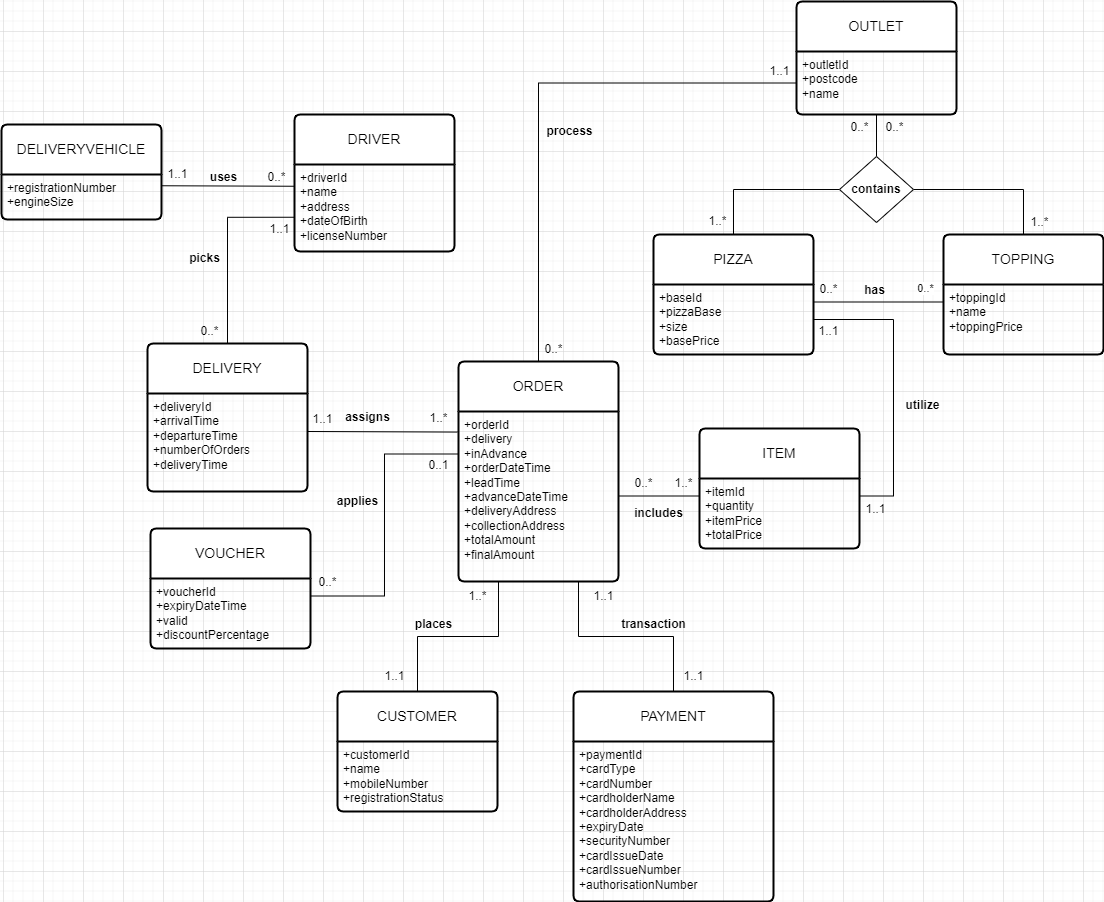 OUTLET
+outletId
+postcode
+name
1..1
process
0..*
0..*
contains
DELIVERYVEHICLE
+registrationNumber
+engineSize
1..1
uses
0..*
DRIVER
+driverId
+name
+address
+dateOfBirth
+licenseNumber
1..1
picks
0..*
1..*
1..*
PIZZA
+baseId
+pizzaBase
+size
+basePrice
0..*
has
0..*
TOPPING
+toppingId
+name
+toppingPrice
1..1
utilize
1..1
DELIVERY
+deliveryId
+arrivalTime
+departureTime
+numberOfOrders
+deliveryTime
1..1
assigns
1..*
0..*
ORDER
+orderId
+delivery
+inAdvance
+orderDateTime
+leadTime
+advanceDateTime
+deliveryAddress
+collectionAddress
+totalAmount
+finalAmount
0..1
applies
0..*
0..*
1..*
includes
ITEM
+itemId
+quantity
+itemPrice
+totalPrice
VOUCHER
+voucherId
+expiryDateTime
+valid
+discountPercentage
1..*
places
1..1
1..1
transaction
1..1
CUSTOMER
+customerId
+name
+mobileNumber
+registrationStatus
PAYMENT
+paymentId
+cardType
+cardNumber
+cardholderName
+cardholderAddress
+expiryDate
+securityNumber
+cardIssueDate
+cardIssueNumber
+authorisationNumber